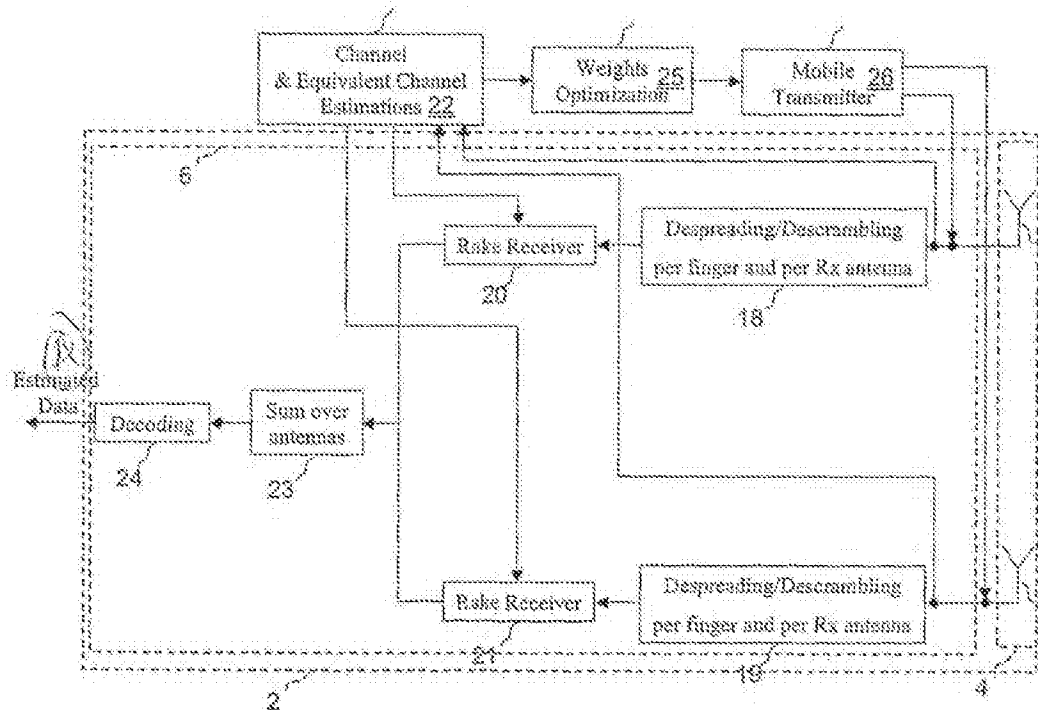 Channel
& Equivalent Channel
Estimations 22
Weights 25
Optimization
Mobile 26
Transmitter
6
Rake Receiver
20
Despreading/Descrambling
per finger and per Rx antenna
18
Estimated
Data
Decoding
24
Sum over
antennas
23
Rake Receiver
21
Despreading/Descrambling
per finger and per Rx antenna
19
2
4